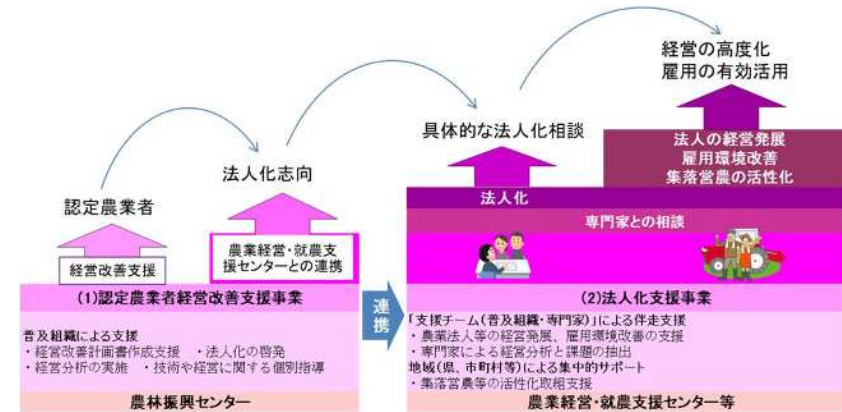 経営の高度化
雇用の有効活用
具体的な法人化相談
法人の経営発展
雇用環境改善
集落営農の活性化
法人化志向
法人化
認定農業者
専門家との相談
農業経営・就農支
援センターとの連携
経営改善支援
(1)認定農業者経営改善支援事業
普及組織による支援
・経営改善計画書作成支援 ・法人化の啓発
・経営分析の実施 ・技術や経営に関する個別指導
農林振興センター
連携
(2)法人化支援事業
「支援チーム(普及組織・専門家)」による伴走支援
・農業法人等の経営発展、雇用環境改善の支援
・専門家による経営分析と課題の抽出
地域(県、市町村等)による集中的サポート
・集落営農等の活性化取組支援
農業経営・就農支援センター等